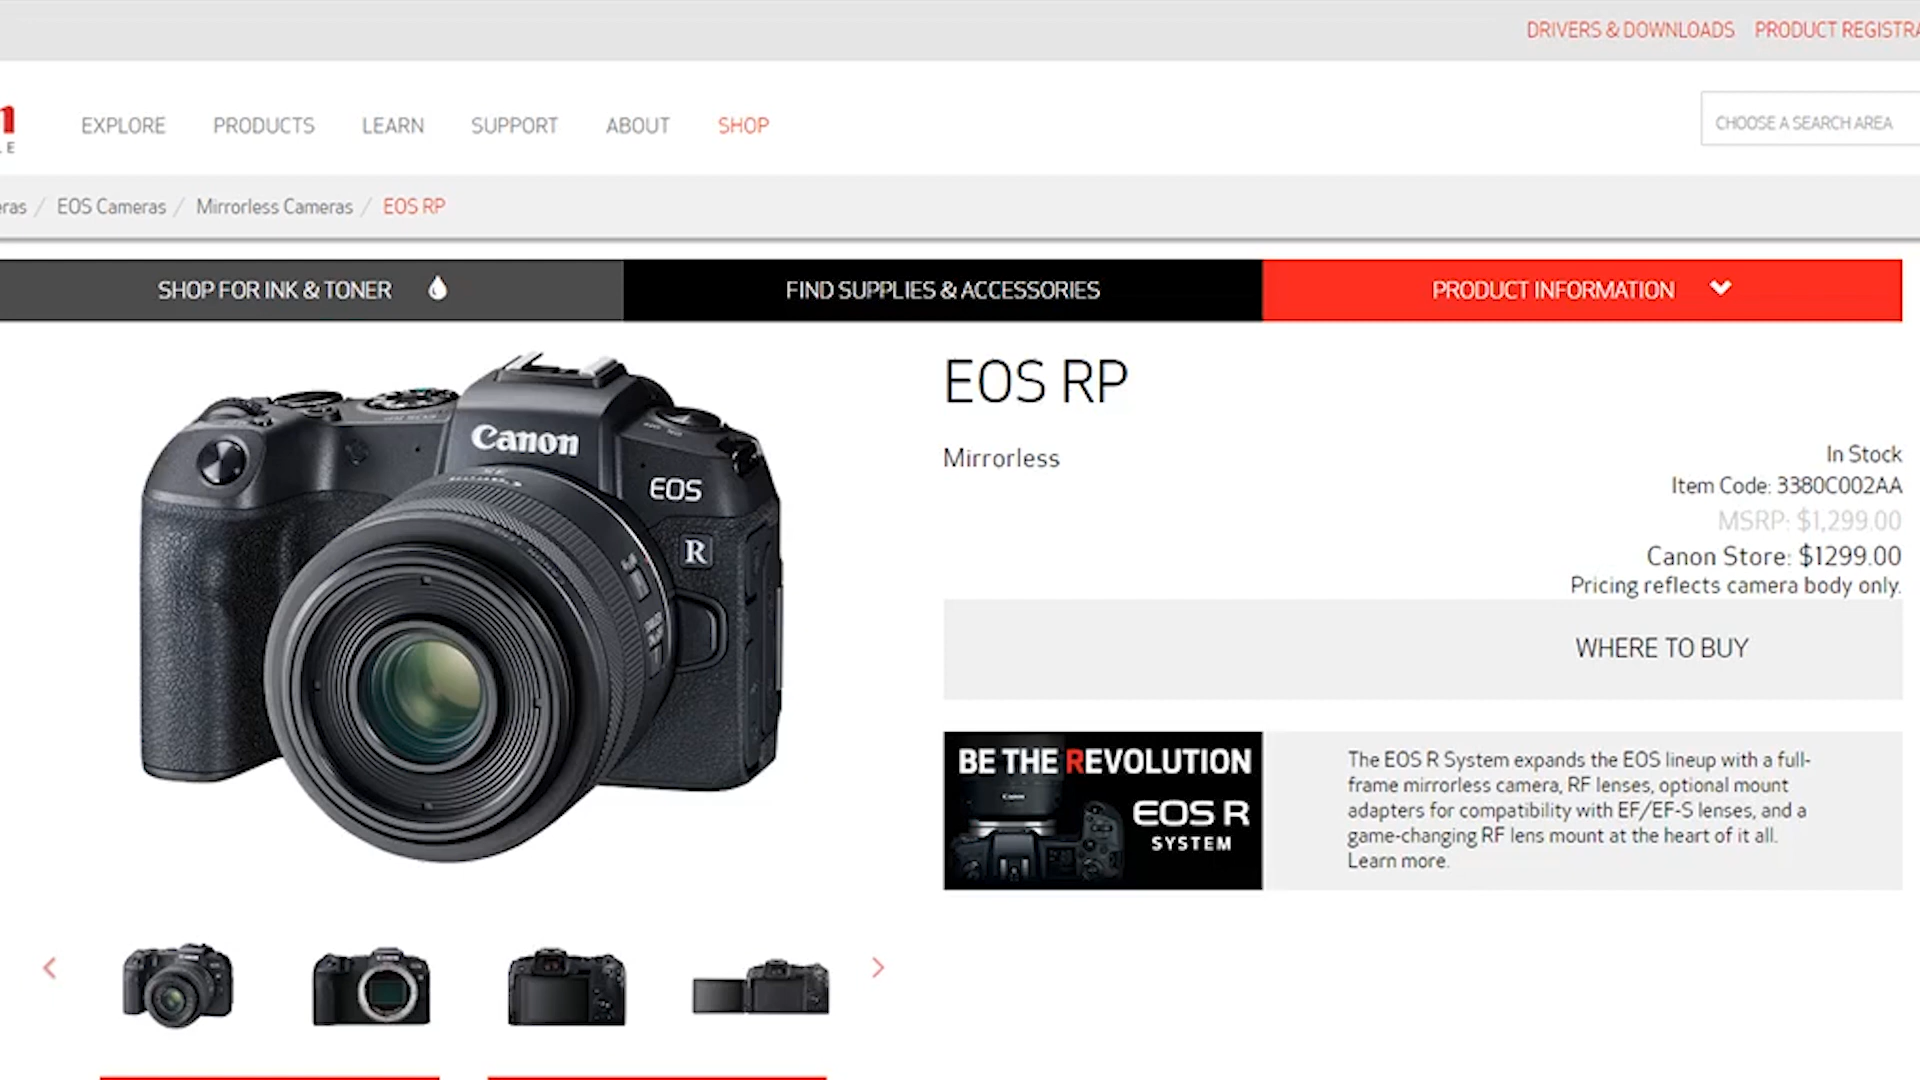 DRIVERS & DOWNLOADS PRODUCT REGISTRA
EXPLORE PRODUCTS LEARN SUPPORT ABOUT SHOP
CHOOSE A SEARCH AREA
EOS Cameras / Mirrorless Cameras / EOS RP
SHOP FOR INK & TONER
FIND SUPPLIES & ACCESSORIES
PRODUCT INFORMATION
Canon
EOS
R
EOS RP
Mirrorless
In Stock
Item Code: 3380C002AA
MSRP: $1,299.00
Canon Store: $1299.00
Pricing reflects camera body only.
WHERE TO BUY
BE THE REVOLUTION
EOS R
SYSTEM
The EOS R System expands the EOS lineup with a full-
frame mirrorless camera, RF lenses, optional mount
adapters for compatibility with EF/EF-S lenses, and a
game-changing RF lens mount at the heart of it all.
Learn more.